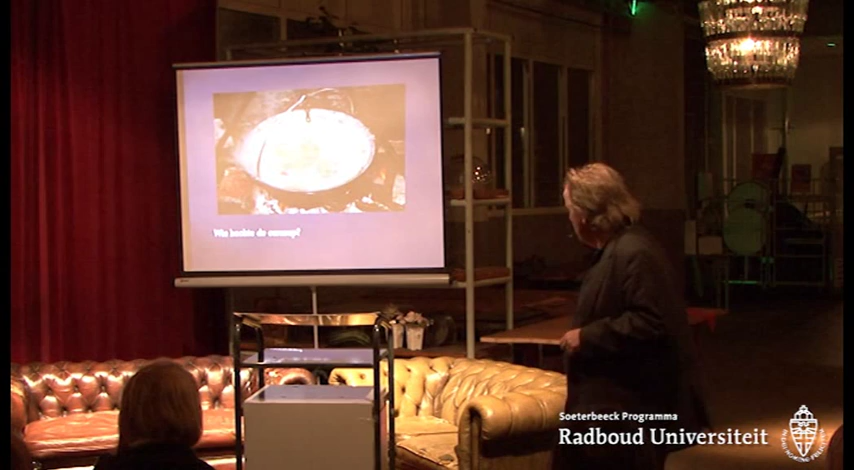 Wie kookte de oersoep?
Soeterbeeck Programma
Radboud Universiteit